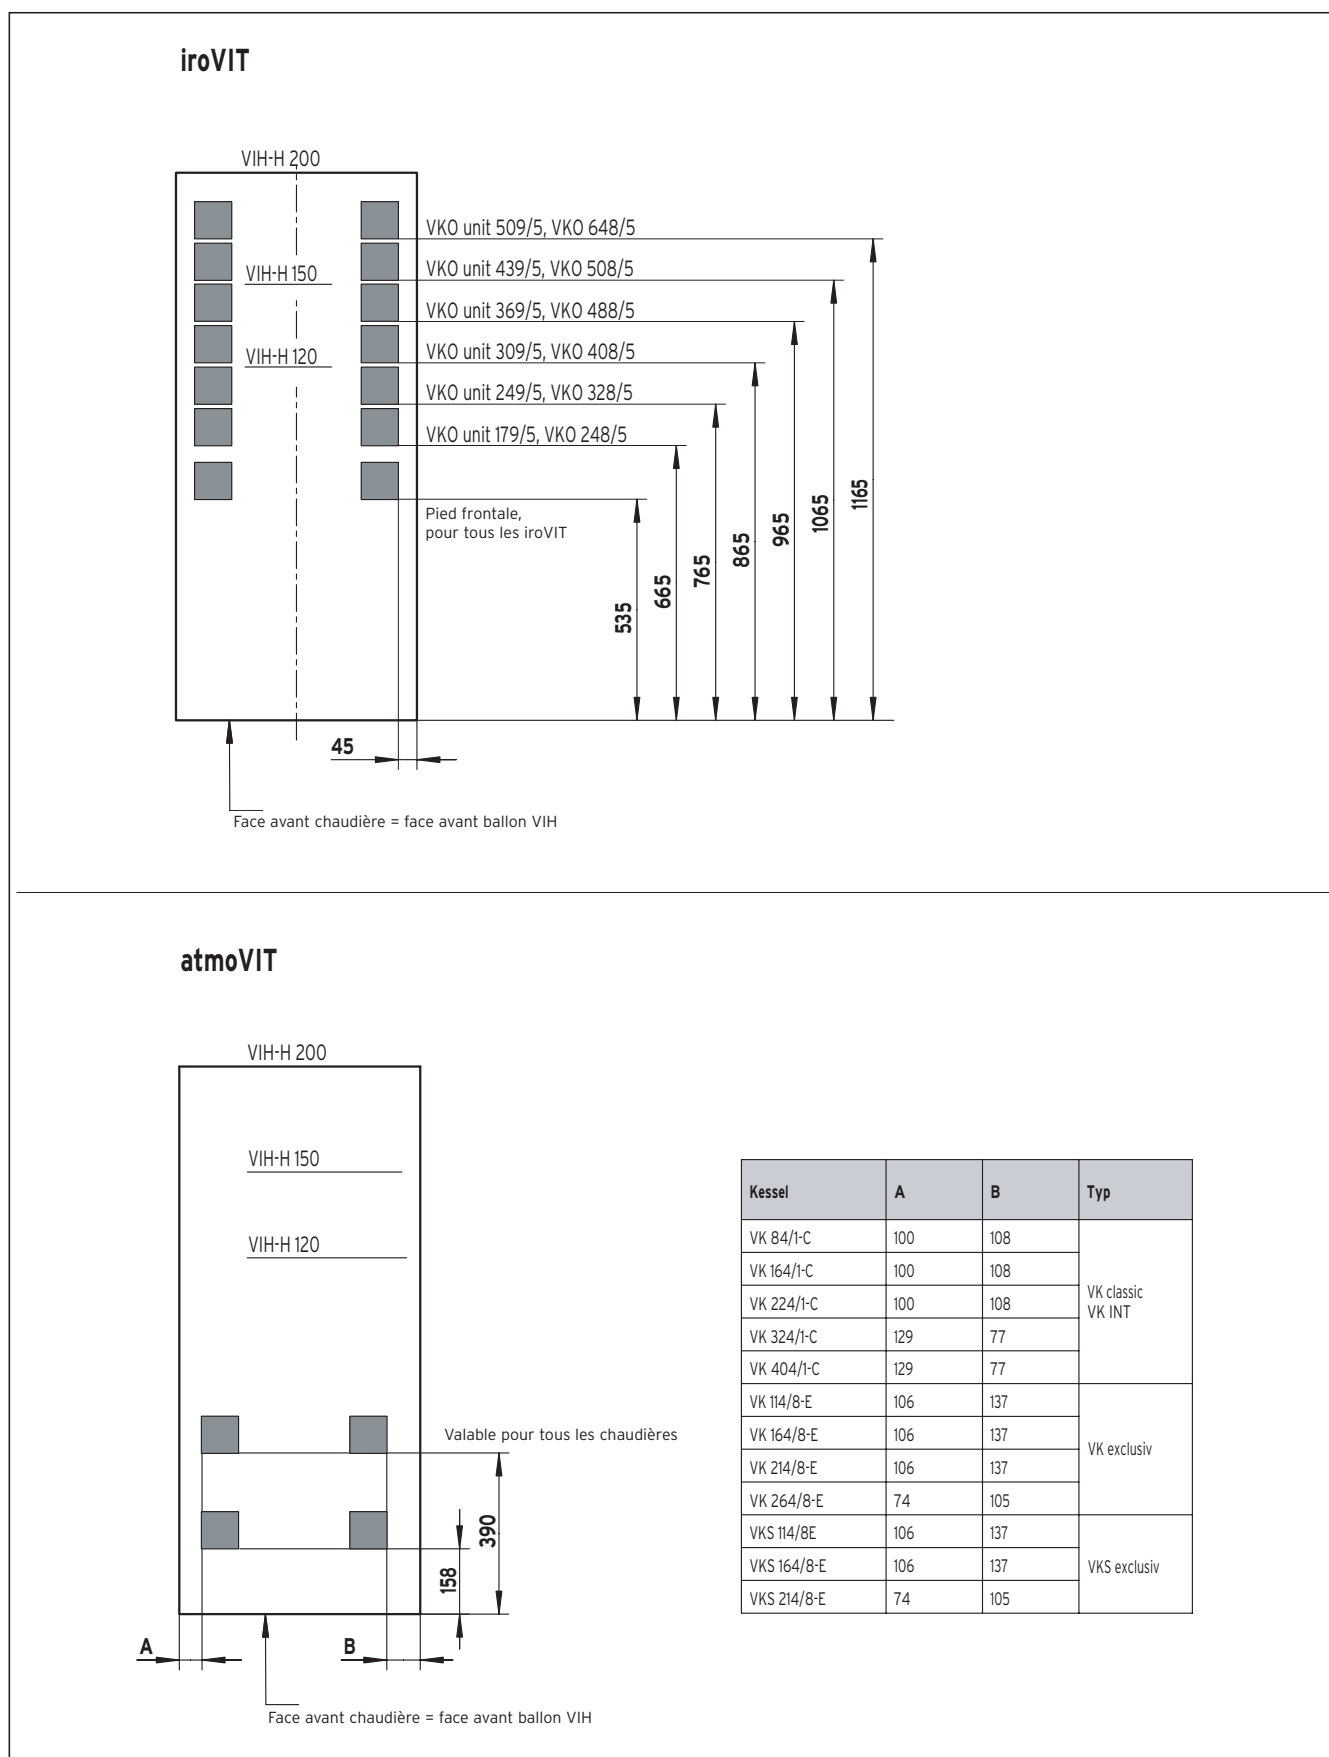 iroVIT
VIH-H 200
VKO unit 509/5, VKO 648/5
VIH-H 150
VKO unit 439/5, VKO 508/5
VKO unit 369/5, VKO 488/5
VIH-H 120
VKO unit 309/5, VKO 408/5
VKO unit 249/5, VKO 328/5
VKO unit 179/5, VKO 248/5
Pied frontale,
pour tous les iroVIT
535
665
765
865
965
1065
1165
45
Face avant chaudière = face avant ballon VIH
atmoVIT
VIH-H 200
VIH-H 150
VIH-H 120
Valable pour tous les chaudières
390
158
A
B
Face avant chaudière = face avant ballon VIH
Kessel A B Typ
VK 84/1-C 100 108
VK 164/1-C 100 108
VK 224/1-C 100 108
VK classic
VK INT
VK 324/1-C 129 77
VK 404/1-C 129 77
VK 114/8-E 106 137
VK 164/8-E 106 137
VK exclusiv
VK 214/8-E 106 137
VK 264/8-E 74 105
VKS 114/8E 106 137
VKS 164/8-E 106 137 VKS exclusiv
VKS 214/8-E 74 105